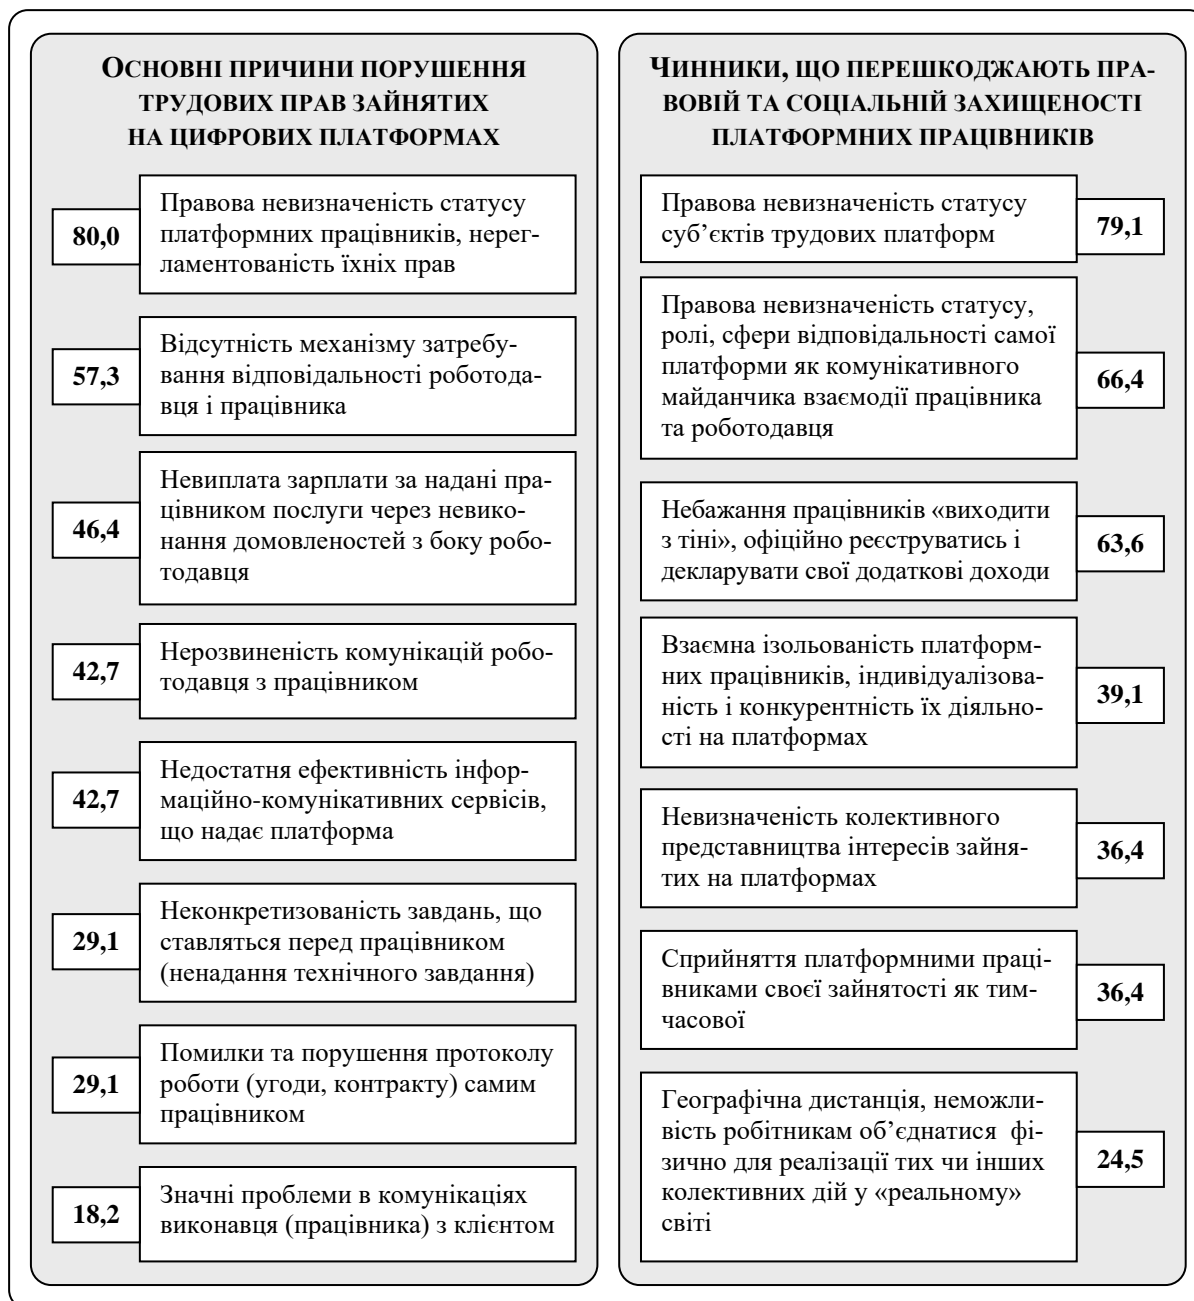 ОСНОВНІ ПРИЧИНИ ПОРУШЕННЯ
ТРУДОВИХ ПРАВ ЗАЙНЯТИХ
НА ЦИФРОВИХ ПЛАТФОРМАХ
80,0
Правова невизначеність статусу
платформних працівників, нерег-
ламентованість їхніх прав
57,3
Відсутність механізму затребу-
вання відповідальності роботода-
вця і працівника
46,4
Невиплата зарплати за надані пра-
цівником послуги через невико-
нання домовленостей з боку робо-
тодавця
42,7
Нерозвиненість комунікацій робо-
тодавця з працівником
42,7
Недостатня ефективність інфор-
маційно-комунікативних сервісів,
що надає платформа
29,1
Неконкретизованість завдань, що
ставляться перед працівником
(ненадання технічного завдання)
29,1
Помилки та порушення протоколу
роботи (угоди, контракту) самим
працівником
18,2
Значні проблеми в комунікаціях
виконавця (працівника) з клієнтом
ЧИННИКИ, ЩО ПЕРЕШКОДЖАЮТЬ ПРА-
ВОВІЙ ТА СОЦІАЛЬНІЙ ЗАХИЩЕНОСТІ
ПЛАТФОРМНИХ ПРАЦІВНИКІВ
Правова невизначеність статусу
суб’єктів трудових платформ
79,1
Правова невизначеність статусу,
ролі, сфери відповідальності самої
платформи як комунікативного
майданчика взаємодії працівника
та роботодавця
66,4
Небажання працівників «виходити
з тіні», офіційно реєструватись і
декларувати свої додаткові доходи
63,6
Взаємна ізольованість платформ-
них працівників, індивідуалізова-
ність і конкурентність їх діяльно-
сті на платформах
39,1
Невизначеність колективного
представництва інтересів зайня-
тих на платформах
36,4
Сприйняття платформними праці-
вниками своєї зайнятості як тим-
часової
36,4
Географічна дистанція, неможли-
вість робітникам об’єднатися фі-
зично для реалізації тих чи інших
колективних дій у «реальному»
світі
24,5